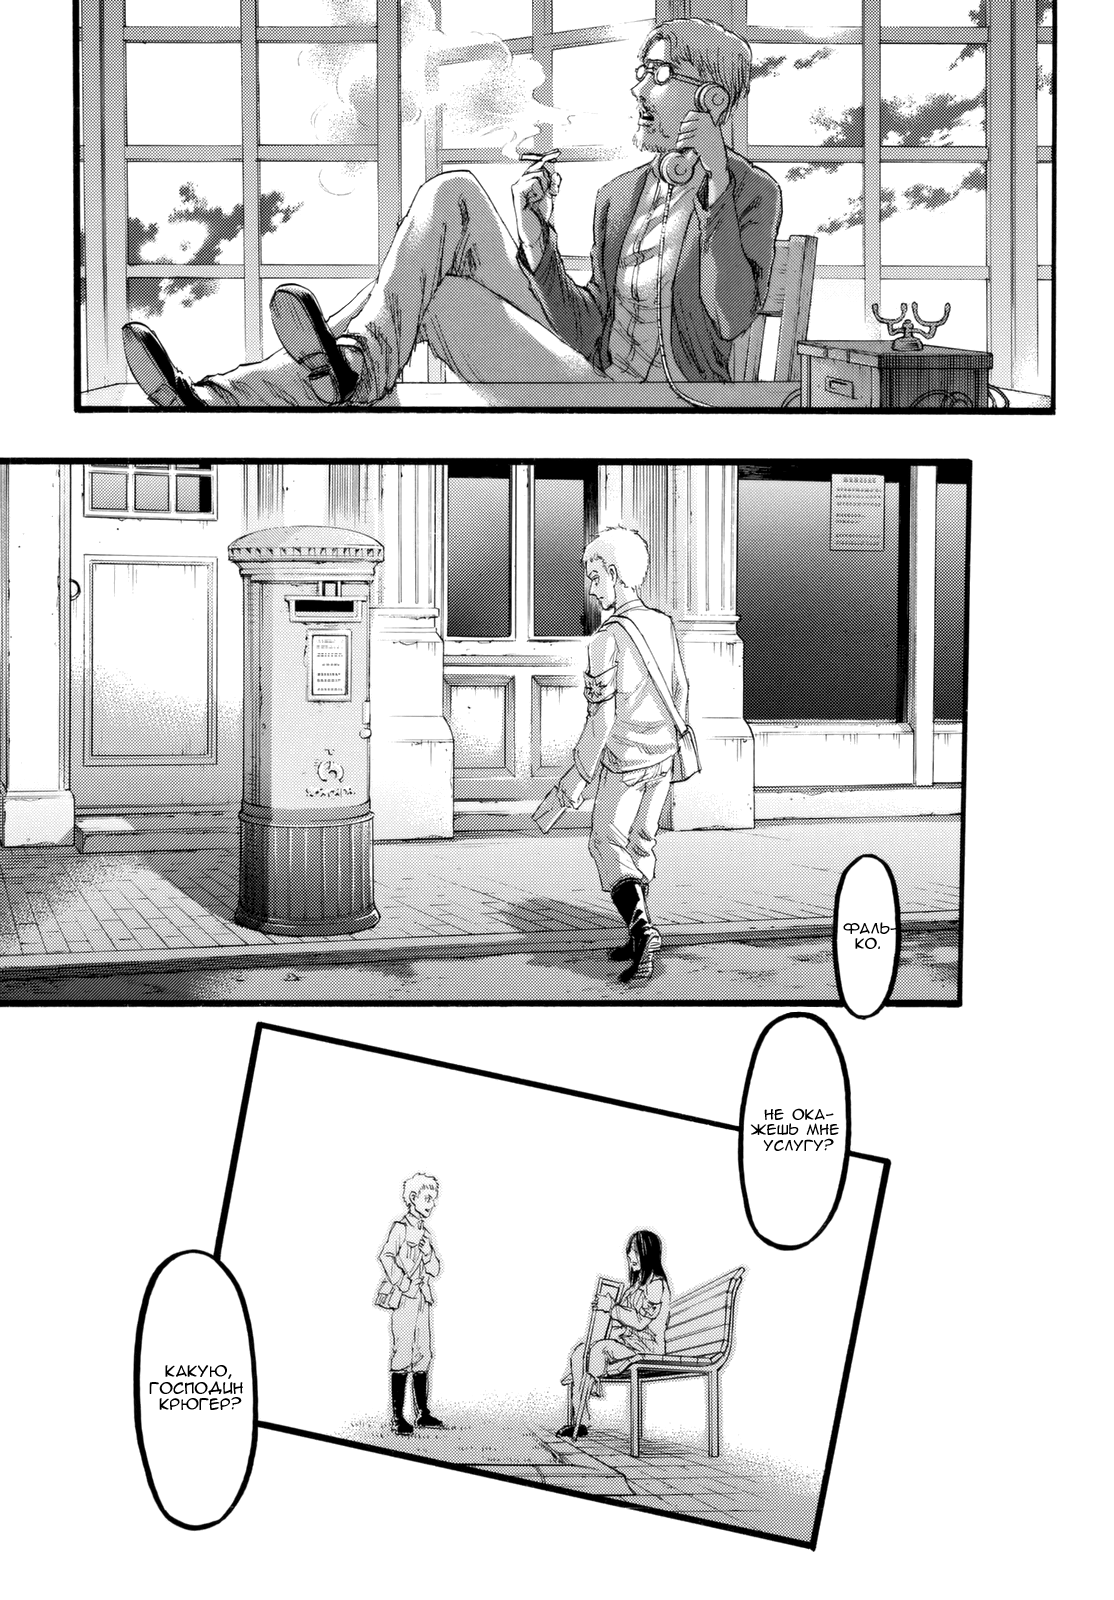 ФАЛЬ-
КО.
НЕ ОКА-
ЖЕШЬ МНЕ
УСЛУГУ?
КАКУЮ,
ГОСПОДИН
КРЮГЕР?